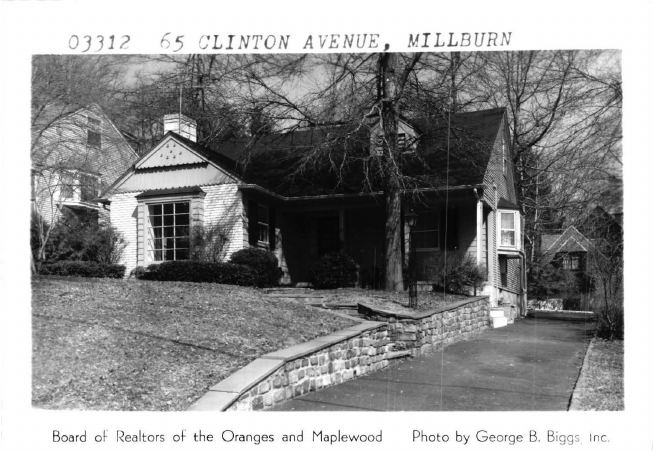 03312 65 CLINTON AVENUE, MILLBURN
Board of Realtors of the Oranges and Maplewood Photo by George B. Biggs, Inc.